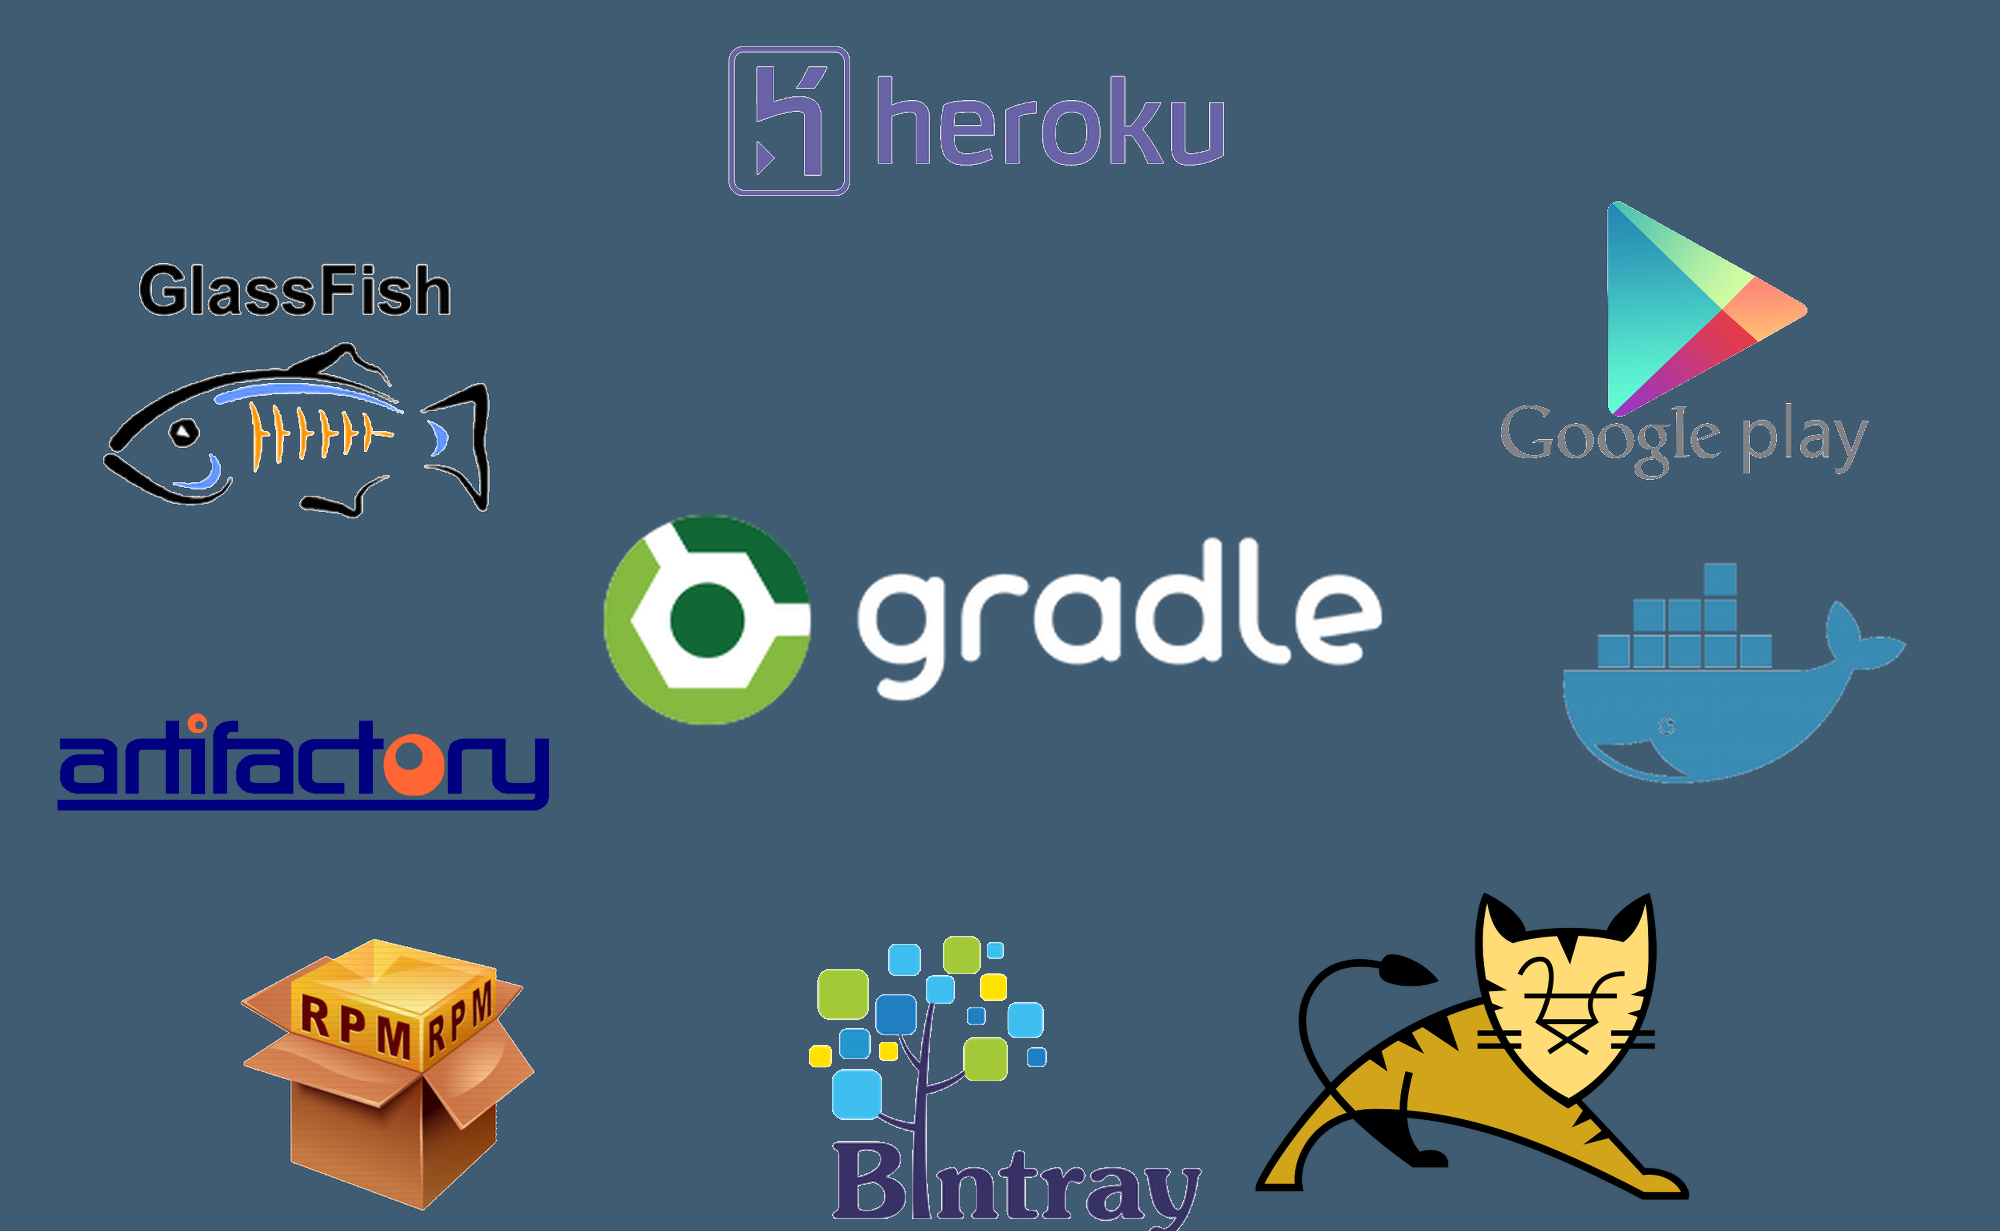 heroku
GlassFish
Google play
gradle
artifactory
RPM RPM
Bintray